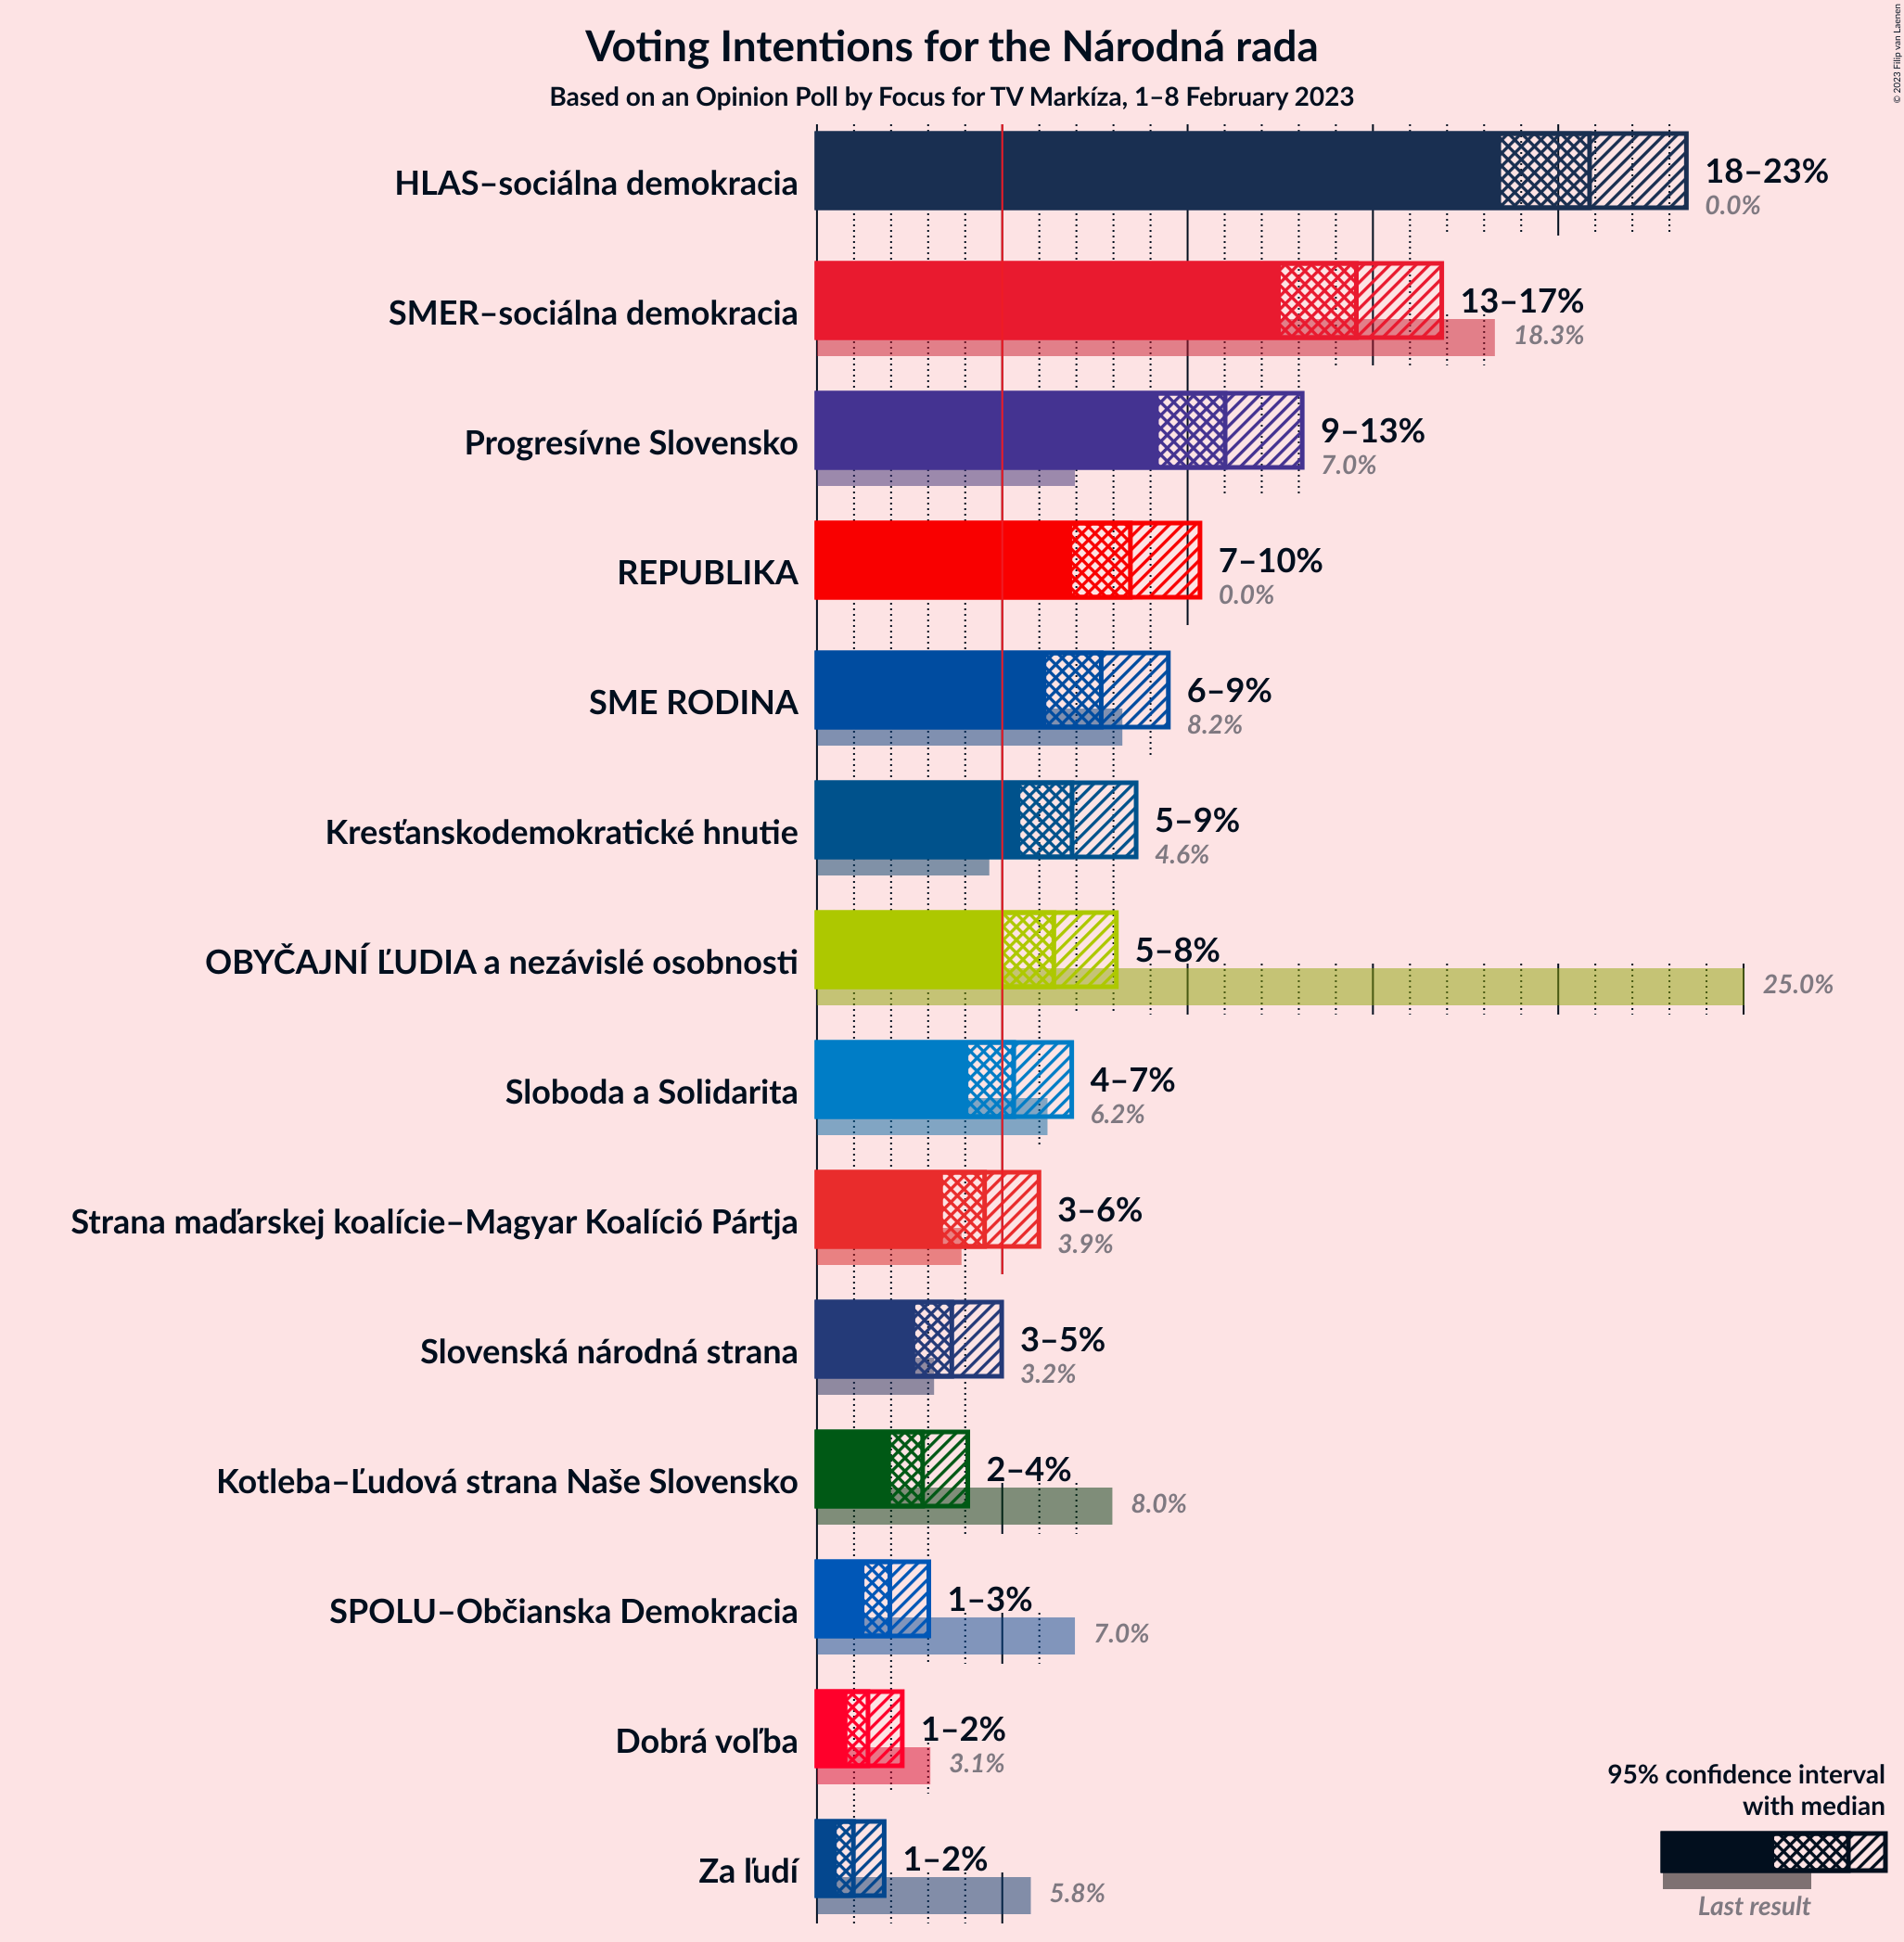 © 2023 Filip van Laenen
Voting Intentions for the Národná rada
Based on an Opinion Poll by Focus for TV Markíza, 1–8 February 2023
HLAS–sociálna demokracia
18–23%
0.0%
SMER–sociálna demokracia
13–17%
18.3%
Progresívne Slovensko
9–13%
7.0%
REPUBLIKA
7–10%
0.0%
SME RODINA
6–9%
8.2%
Kresťanskodemokratické hnutie
5–9%
4.6%
OBYČAJNÍ ĽUDIA a nezávislé osobnosti
5–8%
25.0%
Sloboda a Solidarita
4–7%
6.2%
Strana maďarskej koalície–Magyar Koalíció Pártja
3–6%
3.9%
Slovenská národná strana
3–5%
3.2%
Kotleba–Ľudová strana Naše Slovensko
2–4%
8.0%
SPOLU–Občianska Demokracia
1–3%
7.0%
Dobrá voľba
1–2%
3.1%
Za ľudí
1–2%
5.8%
95% confidence interval
with median
Last result